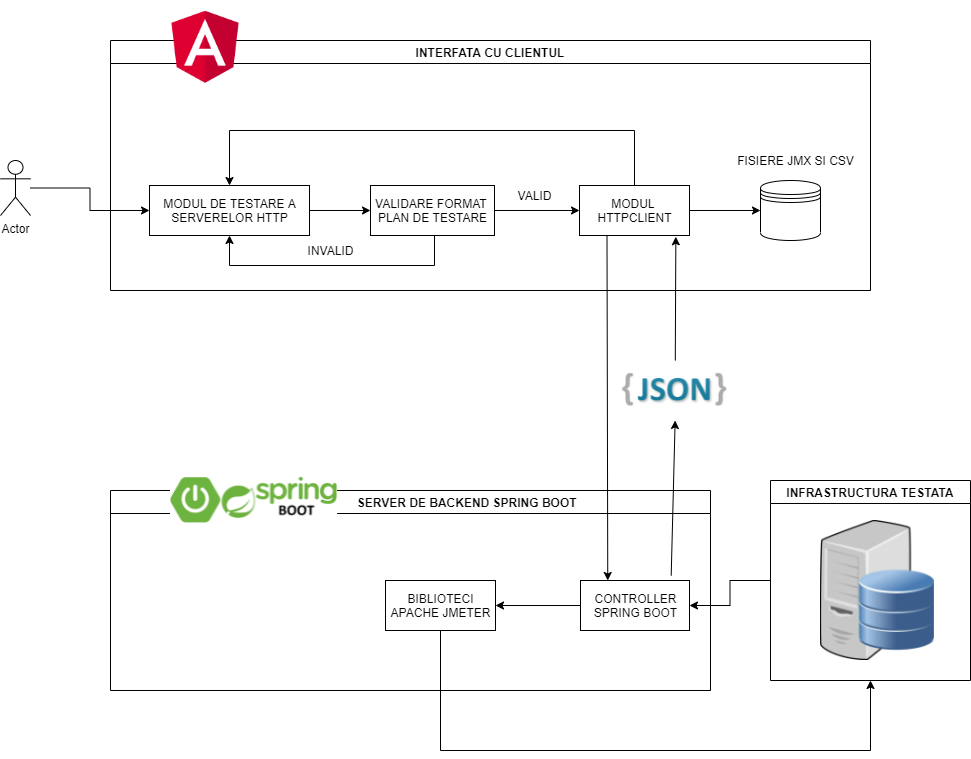 INTERFATA CU CLIENTUL
FISIERE JMX SI CSV
Actor
MODUL DE TESTARE A
SERVERELOR HTTP
VALIDARE FORMAT
PLAN DE TESTARE
VALID
MODUL
HTTPCLIENT
INVALID
{JSON}
spring
BOOT
SERVER DE BACKEND SPRING BOOT
INFRASTRUCTURA TESTATA
BIBLIOTECI
APACHE JMETER
CONTROLLER
SPRING BOOT